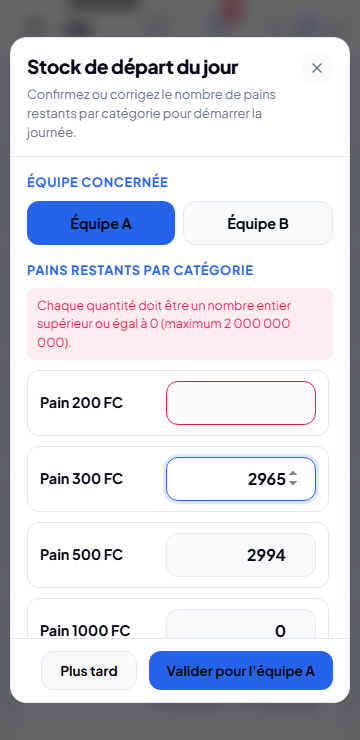 Stock de départ du jour
Confirmez ou corrigez le nombre de pains
restants par catégorie pour démarrer la
journée.
ÉQUIPE CONCERNÉE
Équipe A
Équipe B
PAINS RESTANTS PAR CATÉGORIE
Chaque quantité doit être un nombre entier
supérieur ou égal à 0 (maximum 2 000 000
000).
Pain 200 FC
Pain 300 FC
2965
Pain 500 FC
2994
Pain 1000 FC
0
Plus tard
Valider pour l'équipe A